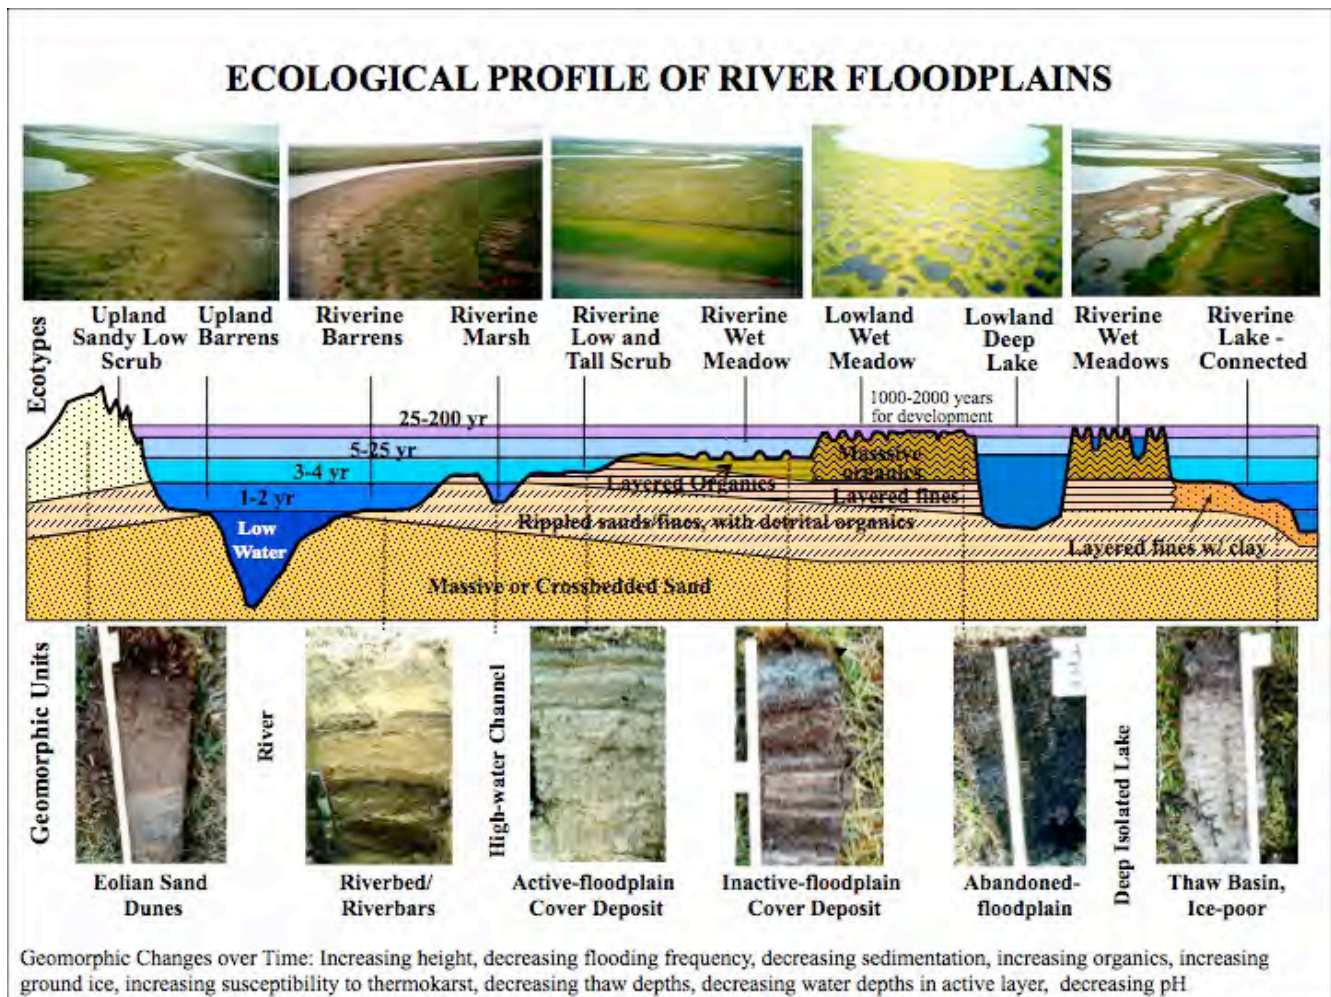 ECOLOGICAL PROFILE OF RIVER FLOODPLAINS
Ecotypes
Upland
Sandy Low
Scrub
Upland
Barrens
Riverine
Barrens
Riverine
Marsh
Riverine
Low and
Tall Scrub
Riverine
Wet
Meadow
Lowland
Wet
Meadow
Lowland
Deep
Lake
Riverine
Wet
Meadows
Riverine
Lake -
Connected
1000-2000 years
for development
25-200 yr
5-25 yr
3-4 yr
1-2 yr
Low
Water
Masssive
organics
Layered Organics
Layered fines
Rippled sands/fines, with detrital organics
Layered fines w/ clay
Massive or Crossbedded Sand
Geomorphic Units
River
High-water Channel
Deep Isolated Lake
Eolian Sand
Dunes
Riverbed/
Riverbars
Active-floodplain
Cover Deposit
Inactive-floodplain
Cover Deposit
Abandoned-
floodplain
Thaw Basin,
Ice-poor
Geomorphic Changes over Time: Increasing height, decreasing flooding frequency, decreasing sedimentation, increasing organics, increasing
ground ice, increasing susceptibility to thermokarst, decreasing thaw depths, decreasing water depths in active layer, decreasing pH